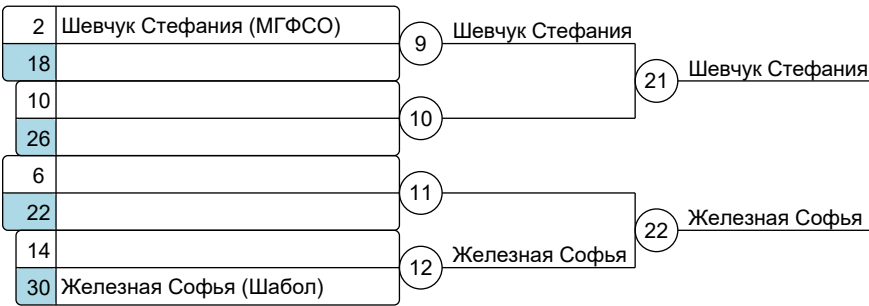 2 Шевчук Стефания (МГФСО)
18
9 Шевчук Стефания
10
26
10
21 Шевчук Стефания
6
22
11
14
30 Железная Софья (Шабол)
12 Железная Софья
22 Железная Софья